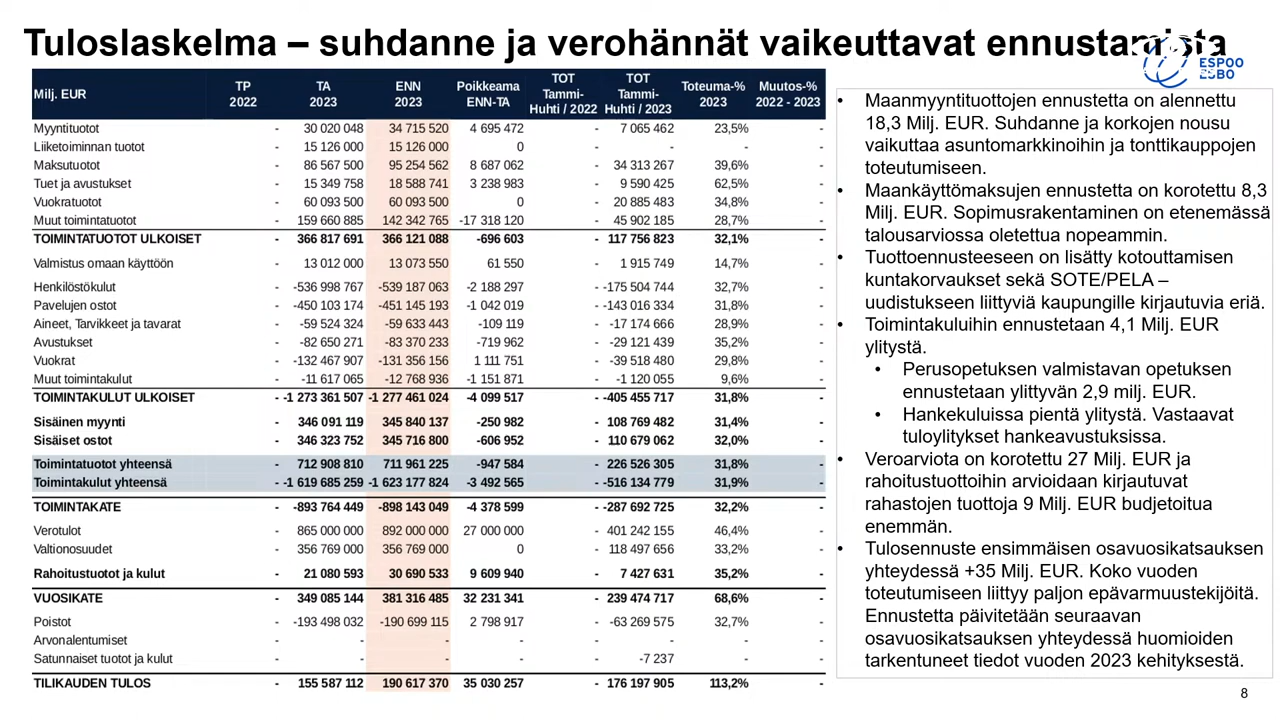 Tuloslaskelma – suhdanne ja verohännät vaikeuttavat ennustamista
ESPOO
ESBO
Milj. EUR TP 2022 TA 2023 ENN 2023 Poikkeama ENN-TA TOT Tammi-Huhti / 2022 TOT Tammi-Huhti / 2023 Toteuma-% 2023 Muutos-% 2022 - 2023
Myyntituotot - 30 020 048 34 715 520 4 695 472 - 7 065 462 23,5% -
Liiketoiminnan tuotot - 15 126 000 15 126 000 0 - - - -
Maksutuotot - 86 567 500 95 254 562 8 687 062 - 34 313 267 39,6% -
Tuet ja avustukset - 15 349 758 18 588 741 3 238 983 - 9 590 425 62,5% -
Vuokratuotot - 60 093 500 60 093 500 0 - 20 885 483 34,8% -
Muut toimintatuotot - 159 660 885 142 342 765 -17 318 120 - 45 902 185 28,7% -
TOIMINTATUOTOT ULKOISET - 366 817 691 366 121 088 -696 603 - 117 756 823 32,1% -
Valmistus omaan käyttöön - 13 012 000 13 073 550 61 550 - 1 915 749 14,7% -
Henkilöstökulut - -536 998 767 -539 187 063 -2 188 297 - -175 504 744 32,7% -
Palvelujen ostot - -450 103 174 -451 145 193 -1 042 019 - -143 016 334 31,8% -
Aineet, Tarvikkeet ja tavarat - -59 524 324 -59 633 443 -109 119 - -17 174 666 28,9% -
Avustukset - -82 650 271 -83 370 233 -719 962 - -29 121 439 35,2% -
Vuokrat - -132 467 907 -131 356 156 1 111 751 - -39 518 480 29,8% -
Muut toimintakulut - -11 617 065 -12 768 936 -1 151 871 - -1 120 055 9,6% -
TOIMINTAKULUT ULKOISET - -1 273 361 507 -1 277 461 024 -4 099 517 - -405 455 717 31,8% -
Sisäinen myynti - 346 091 119 345 840 137 -250 982 - 108 769 482 31,4% -
Sisäiset ostot - 346 323 752 345 716 800 -606 952 - 110 679 062 32,0% -
Toimintatuotot yhteensä - 712 908 810 711 961 225 -947 584 - 226 526 305 31,8% -
Toimintakulut yhteensä - -1 619 685 259 -1 623 177 824 -3 492 565 - -516 134 779 31,9% -
TOIMINTAKATE - -893 764 449 -898 143 049 -4 378 599 - -287 692 725 32,2% -
Verotulot - 865 000 000 892 000 000 27 000 000 - 401 242 155 46,4% -
Valtionosuudet - 356 769 000 356 769 000 0 - 118 497 656 33,2% -
Rahoitustuotot ja kulut - 21 080 593 30 690 533 9 609 940 - 7 427 631 35,2% -
VUOSIKATE - 349 085 144 381 316 485 32 231 341 - 239 474 717 68,6% -
Poistot - -193 498 032 -190 699 115 2 798 917 - -63 269 575 32,7% -
Arvonalentumiset - - - - - - - -
Satunnaiset tuotot ja kulut - - - - - -7 237 - -
TILIKAUDEN TULOS - 155 587 112 190 617 370 35 030 257 - 176 197 905 113,2% -
• Maanmyyntituottojen ennustetta on alennettu
18,3 Milj. EUR. Suhdanne ja korkojen nousu
vaikuttaa asuntomarkkinoihin ja tonttikauppojen
toteutumiseen.
• Maankäyttömaksujen ennustetta on korotettu 8,3
Milj. EUR. Sopimusrakentaminen on etenemässä
talousarviossa oletettua nopeammin.
• Tuottoennusteeseen on lisätty kotouttamisen
kuntakorvaukset sekä SOTE/PELA –
uudistukseen liittyviä kaupungille kirjautuvia eriä.
• Toimintakuluihin ennustetaan 4,1 Milj. EUR
ylitystä.
• Perusopetuksen valmistavan opetuksen
ennustetaan ylittyvän 2,9 milj. EUR.
• Hankekuluissa pientä ylitystä. Vastaavat
tuloylitykset hankeavustuksissa.
• Veroarviota on korotettu 27 Milj. EUR ja
rahoitustuottoihin arvioidaan kirjautuvat
rahastojen tuottoja 9 Milj. EUR budjetoitua
enemmän.
• Tulosennuste ensimmäisen osavuosikatsauksen
yhteydessä +35 Milj. EUR. Koko vuoden
toteutumiseen liittyy paljon epävarmuustekijöitä.
Ennustetta päivitetään seuraavan
osavuosikatsauksen yhteydessä huomioiden
tarkentuneet tiedot vuoden 2023 kehityksestä.
8